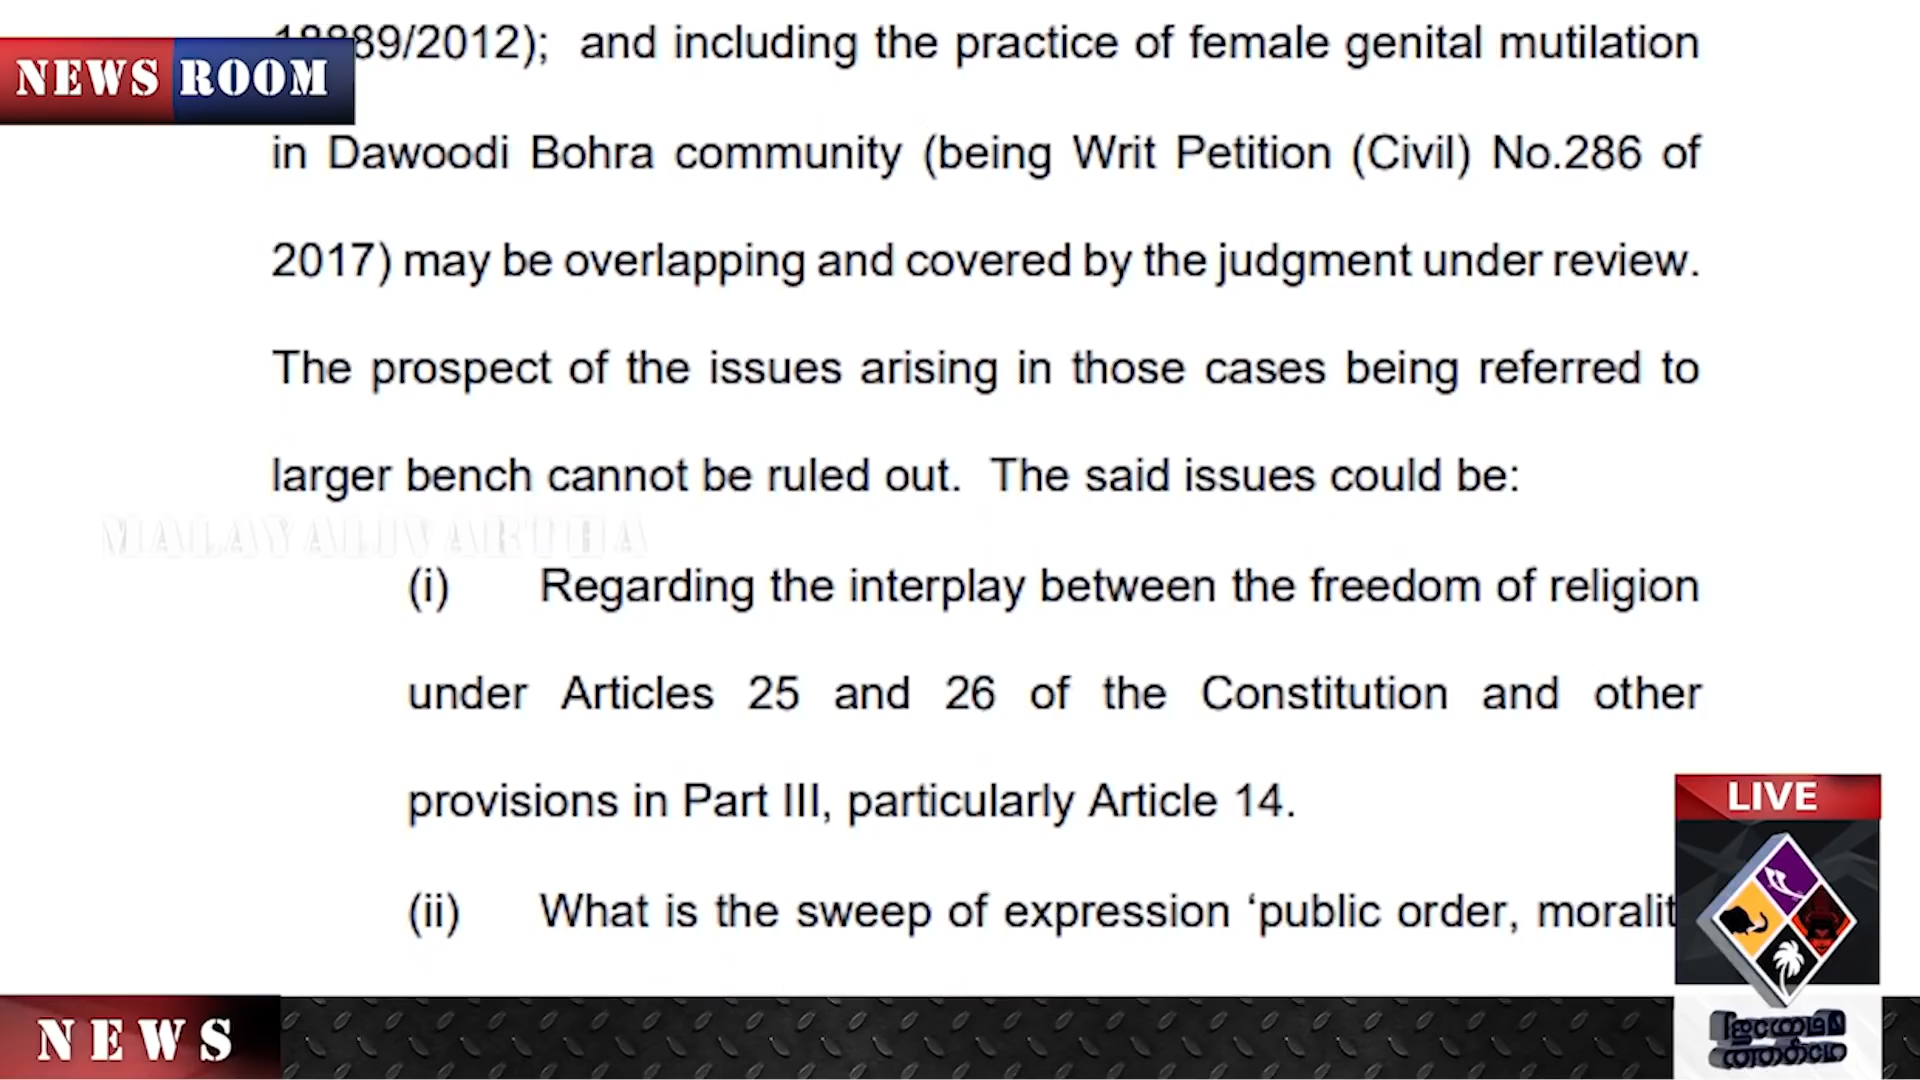 89/2012); and including the practice of female genital mutilation
NEWS ROOM
in Dawoodi Bohra community (being Writ Petition (Civil) No.286 of
2017) may be overlapping and covered by the judgment under review.
The prospect of the issues arising in those cases being referred to
larger bench cannot be ruled out. The said issues could be:
MALAYALIVARTHA
(i) Regarding the interplay between the freedom of religion
under Articles 25 and 26 of the Constitution and other
provisions in Part III, particularly Article 14.
LIVE
(ii) What is the sweep of expression ‘public order, moralit
NEWS